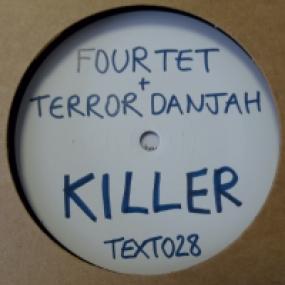 FOUR TET
+
TERROR DANJAH
KILLER
TEXT028